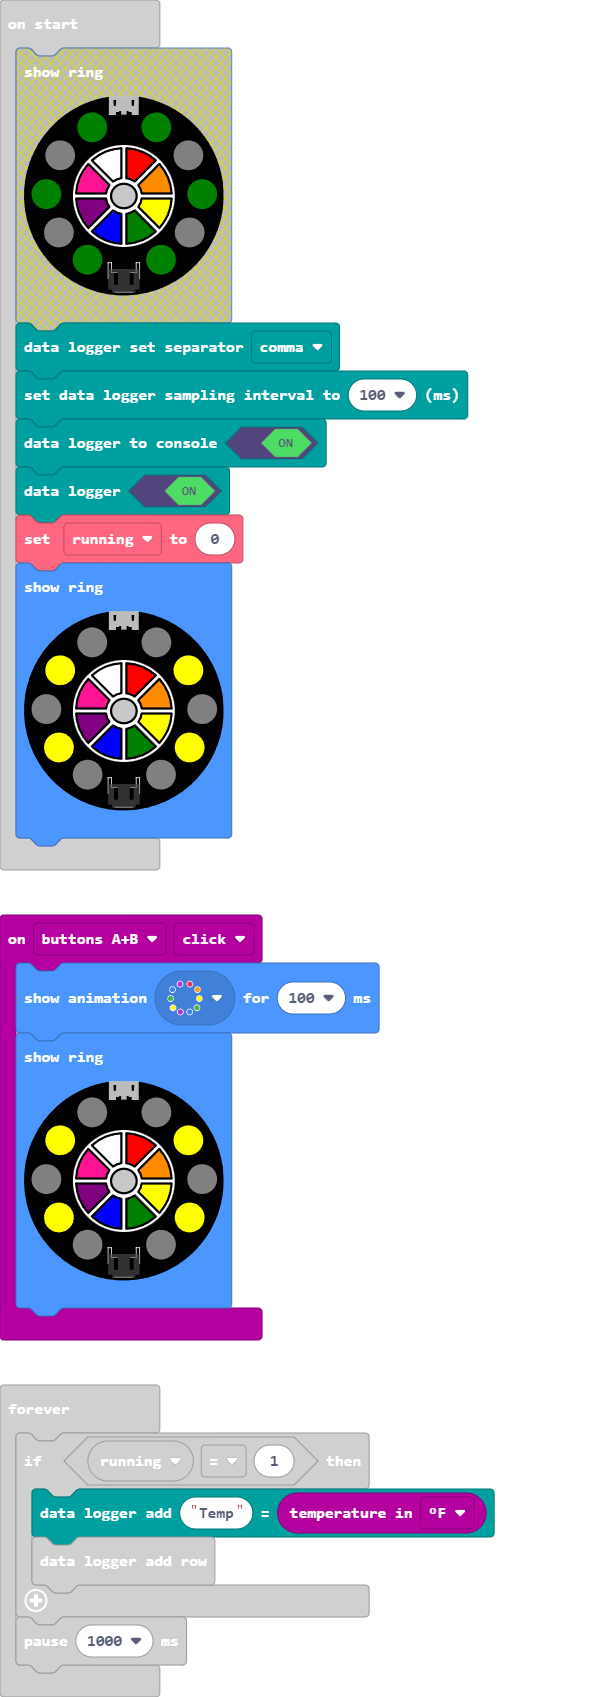 on start
show ring
data logger set separator comma
set data logger sampling interval to 100 (ms)
data logger to console ON
data logger ON
set running to 0
show ring
on buttons A+B click
show animation for 100 ms
show ring
forever
if running = 1 then
data logger add "Temp" = temperature in °F
data logger add row
pause 1000 ms